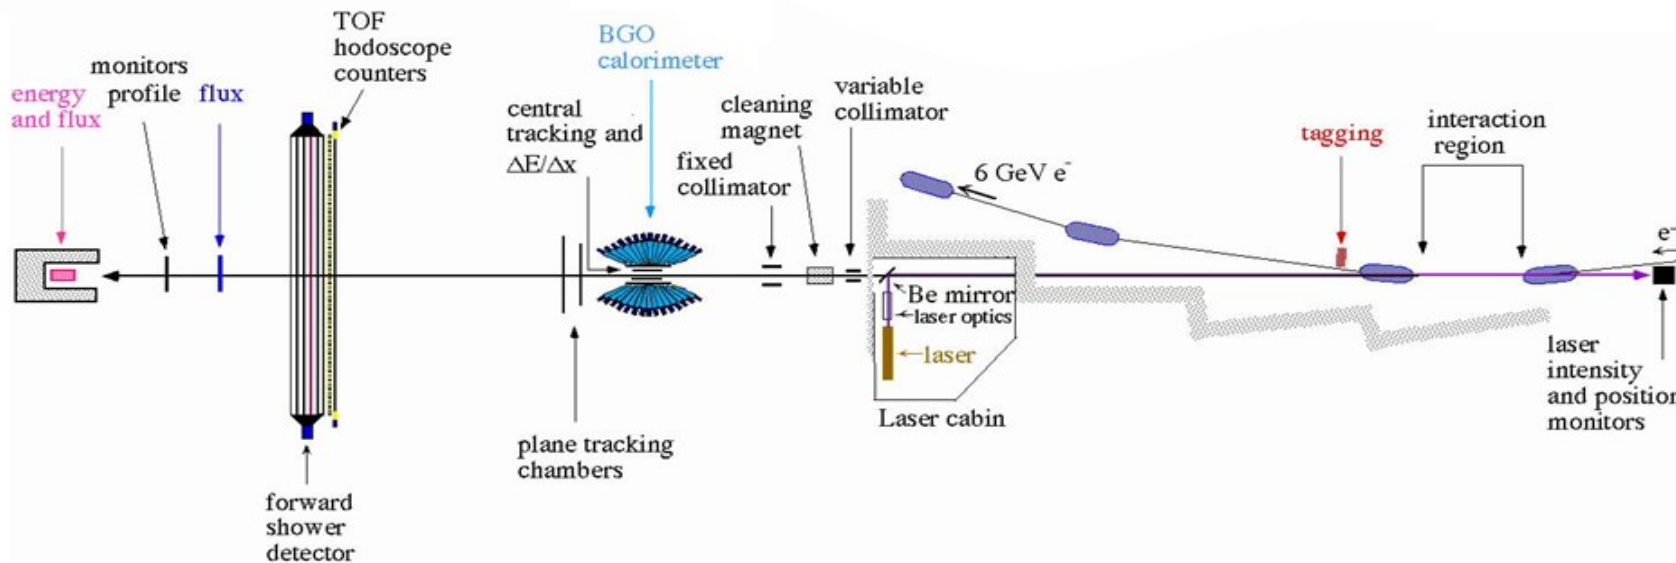 TOF
hodoscope
counters
monitors
profile
energy
and flux
flux
BGO
calorimeter
central
tracking and
ΔE/Δx
fixed
collimator
cleaning
magnet
variable
collimator
6 GeV e-
tagging
interaction
region
e-
Be mirror
laser optics
laser
Laser cabin
laser
intensity
and position
monitors
plane tracking
chambers
forward
shower
detector